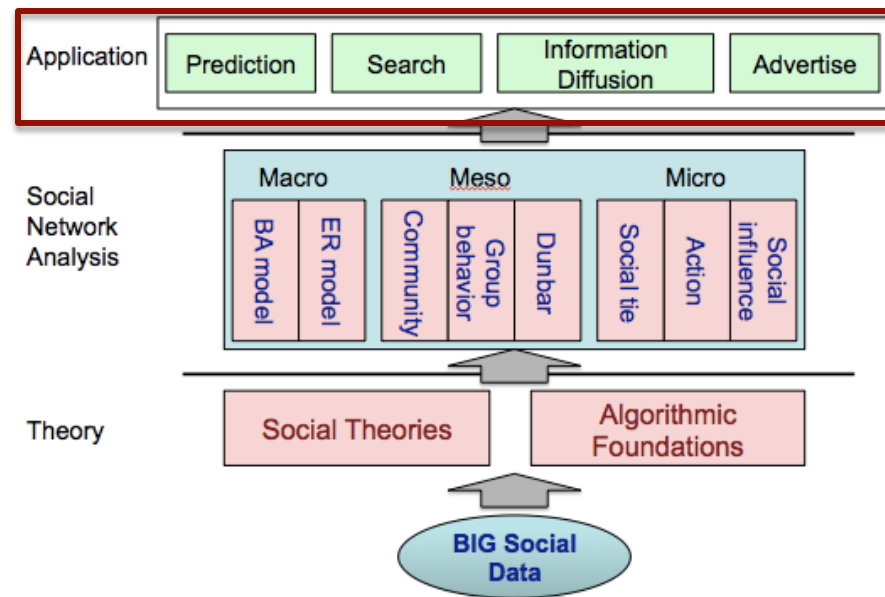 Application
Prediction
Search
Information
Diffusion
Advertise
Social
Network
Analysis
Macro
Meso
Micro
BA model
ER model
Community
Group
behavior
Dunbar
Social tie
Action
Social
influence
Theory
Social Theories
Algorithmic
Foundations
BIG Social
Data